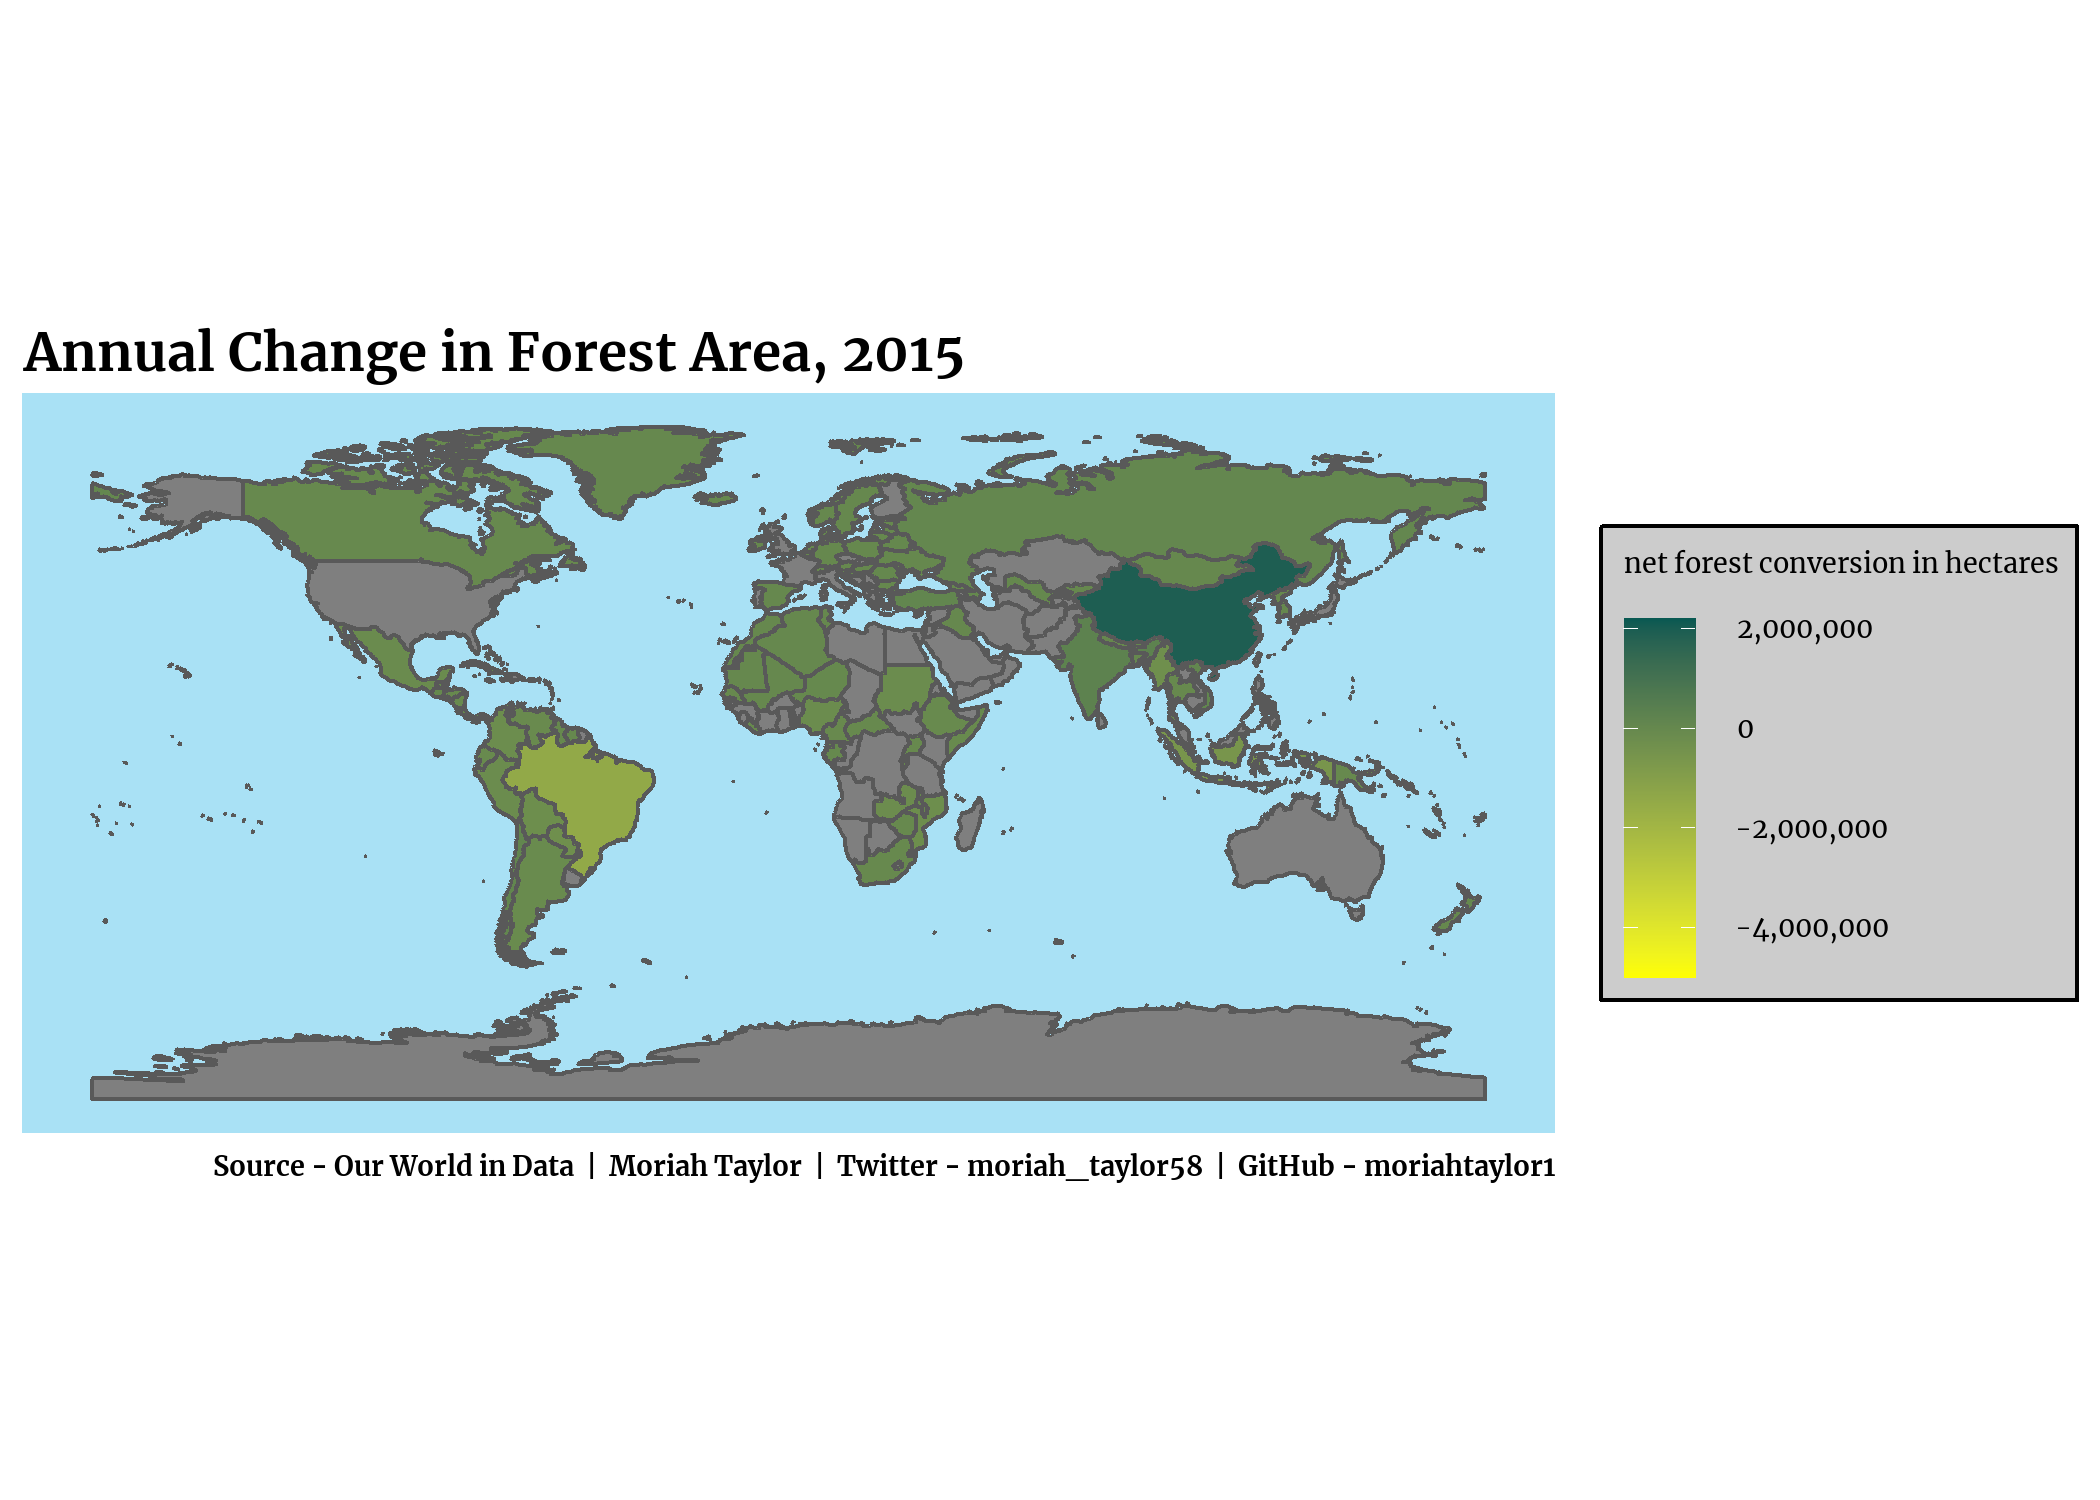 Annual Change in Forest Area, 2015
net forest conversion in hectares
2,000,000
0
-2,000,000
-4,000,000
Source - Our World in Data | Moriah Taylor | Twitter - moriah_taylor58 | GitHub - moriahtaylor1